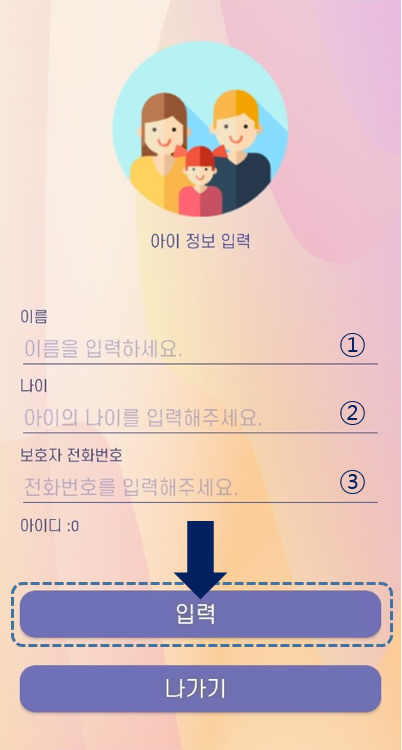 아이 정보 입력
이름
이름을 입력하세요. ①
나이
아이의 나이를 입력해주세요. ②
보호자 전화번호
전화번호를 입력해주세요. ③
아이디 :0
입력
나가기